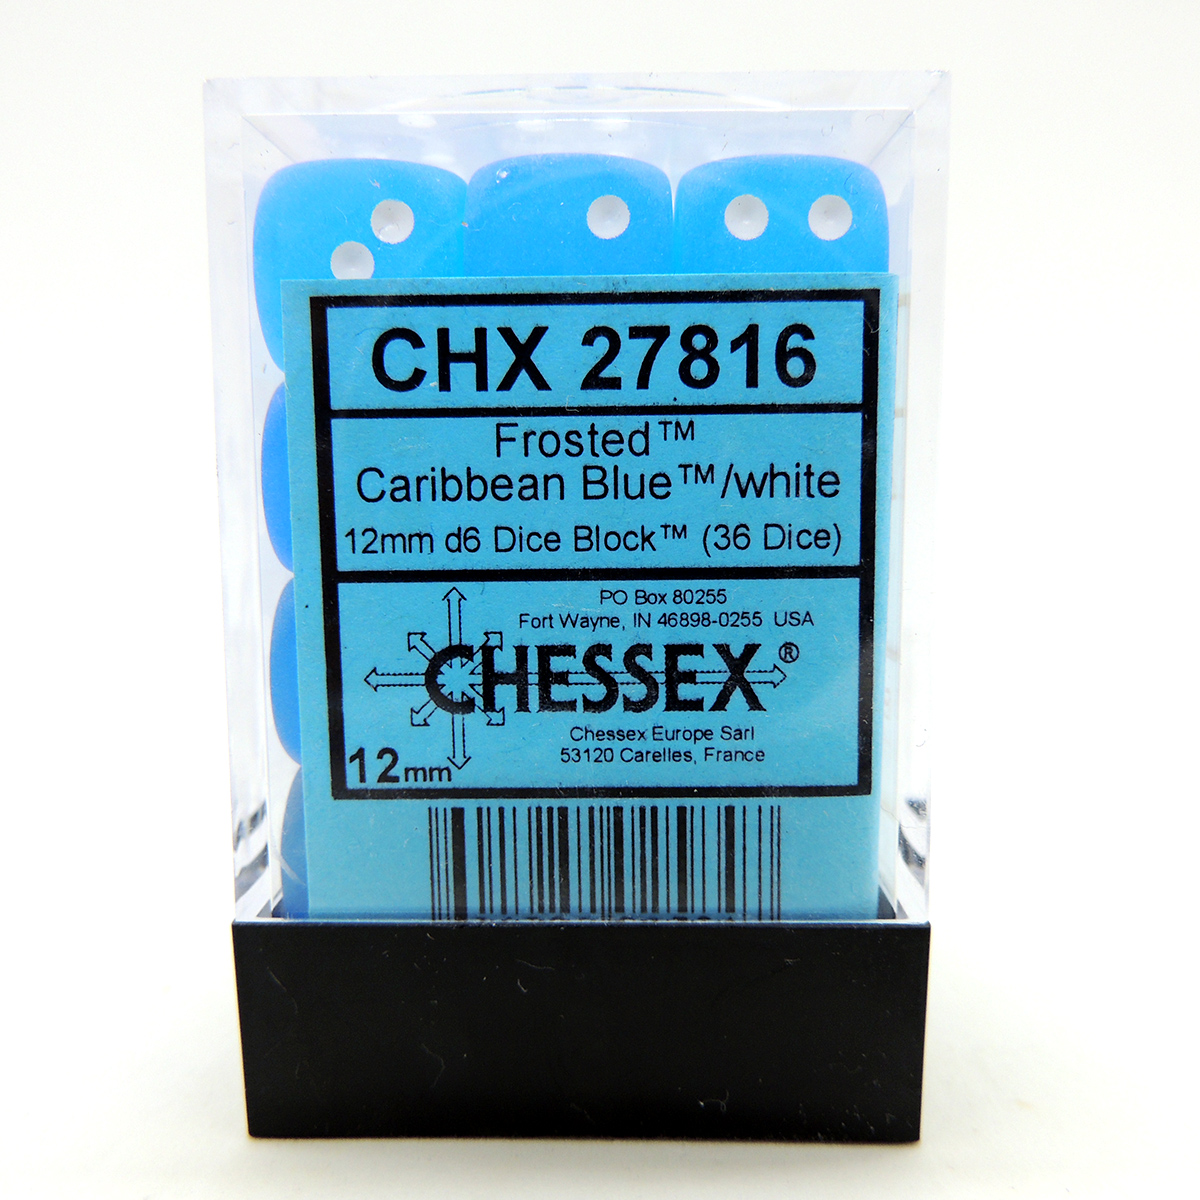 CHX 27816
Frosted™
Caribbean Blue™/white
12mm d6 Dice Block™ (36 Dice)
PO Box 80255
Fort Wayne, IN 46898-0255 USA
CHESSEX®
Chessex Europe Sarl
53120 Carelles, France
12mm